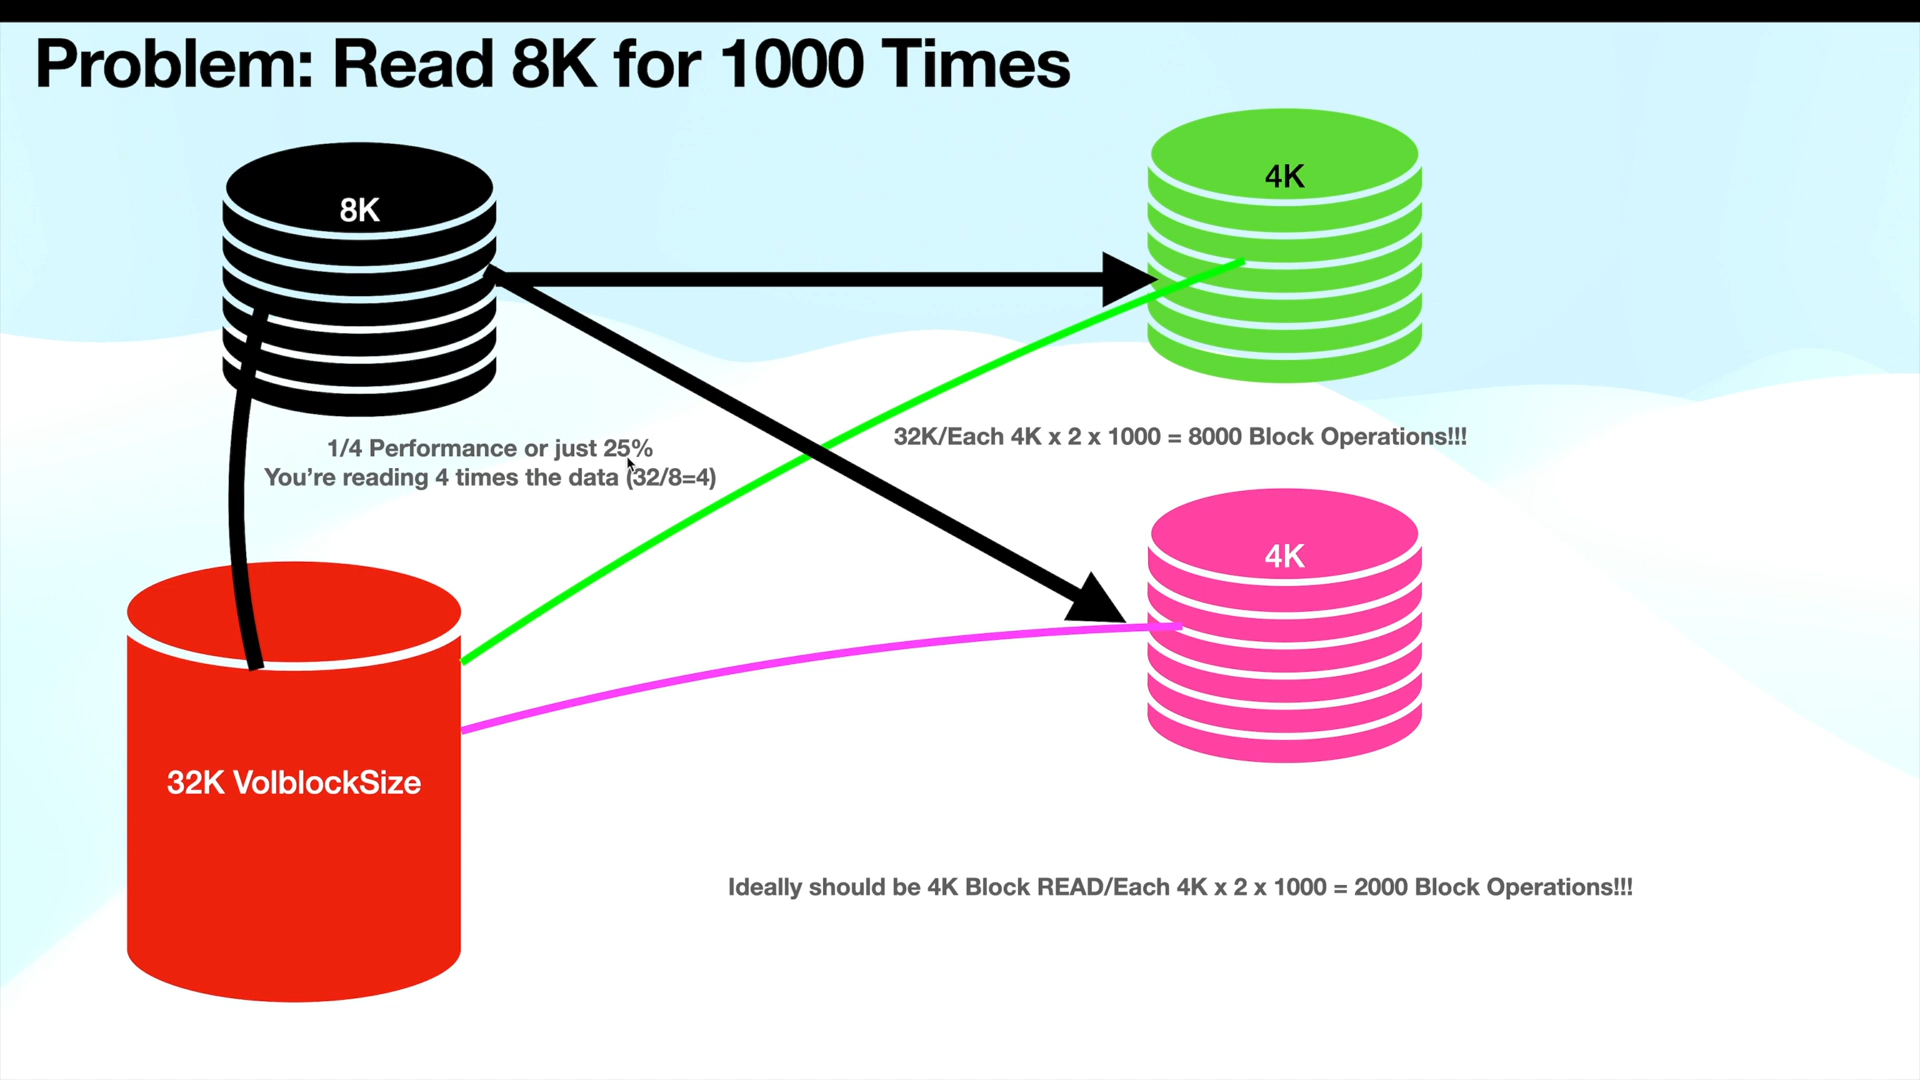 Problem: Read 8K for 1000 Times
8K
4K
32K/Each 4K x 2 x 1000 = 8000 Block Operations!!!
1/4 Performance or just 25%
You’re reading 4 times the data (32/8=4)
4K
32K VolblockSize
Ideally should be 4K Block READ/Each 4K x 2 x 1000 = 2000 Block Operations!!!